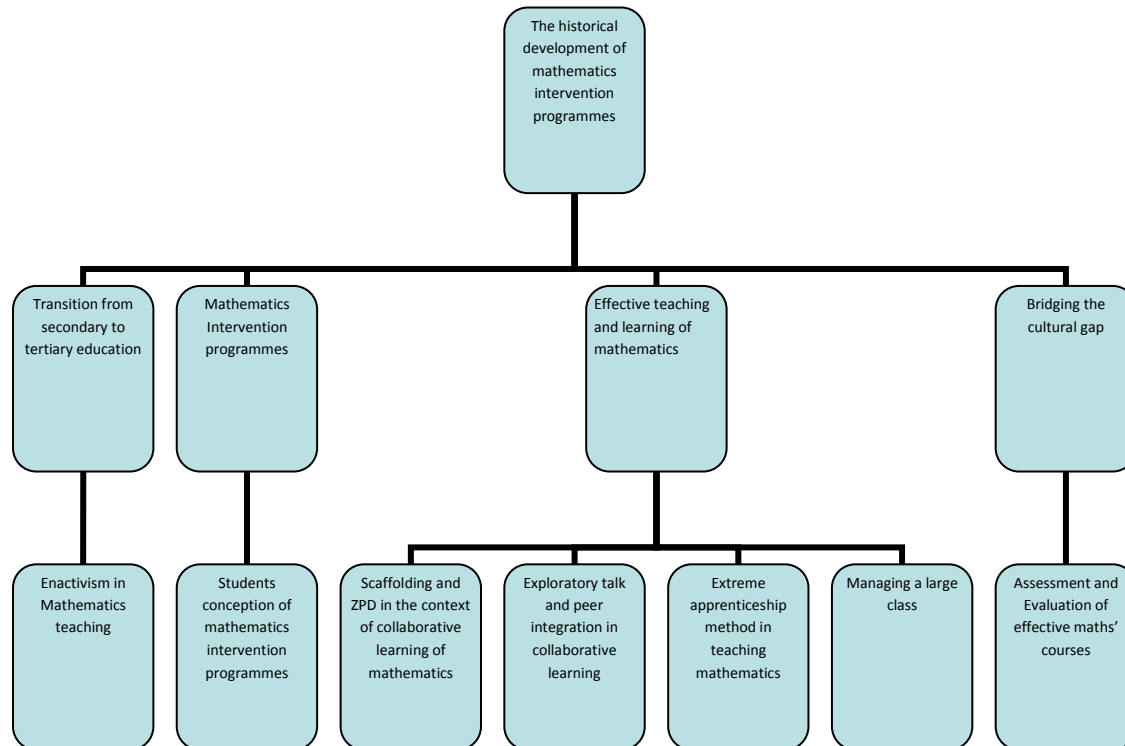 The historical
development of
mathematics
intervention
programmes
Transition from
secondary to
tertiary education
Mathematics
Intervention
programmes
Effective teaching
and learning of
mathematics
Bridging the
cultural gap
Enactivism in
Mathematics
teaching
Students
conception of
mathematics
intervention
programmes
Scaffolding and
ZPD in the context
of collaborative
learning of
mathematics
Exploratory talk
and peer
integration in
collaborative
learning
Extreme
apprenticeship
method in
teaching
mathematics
Managing a large
class
Assessment and
Evaluation of
effective maths’
courses